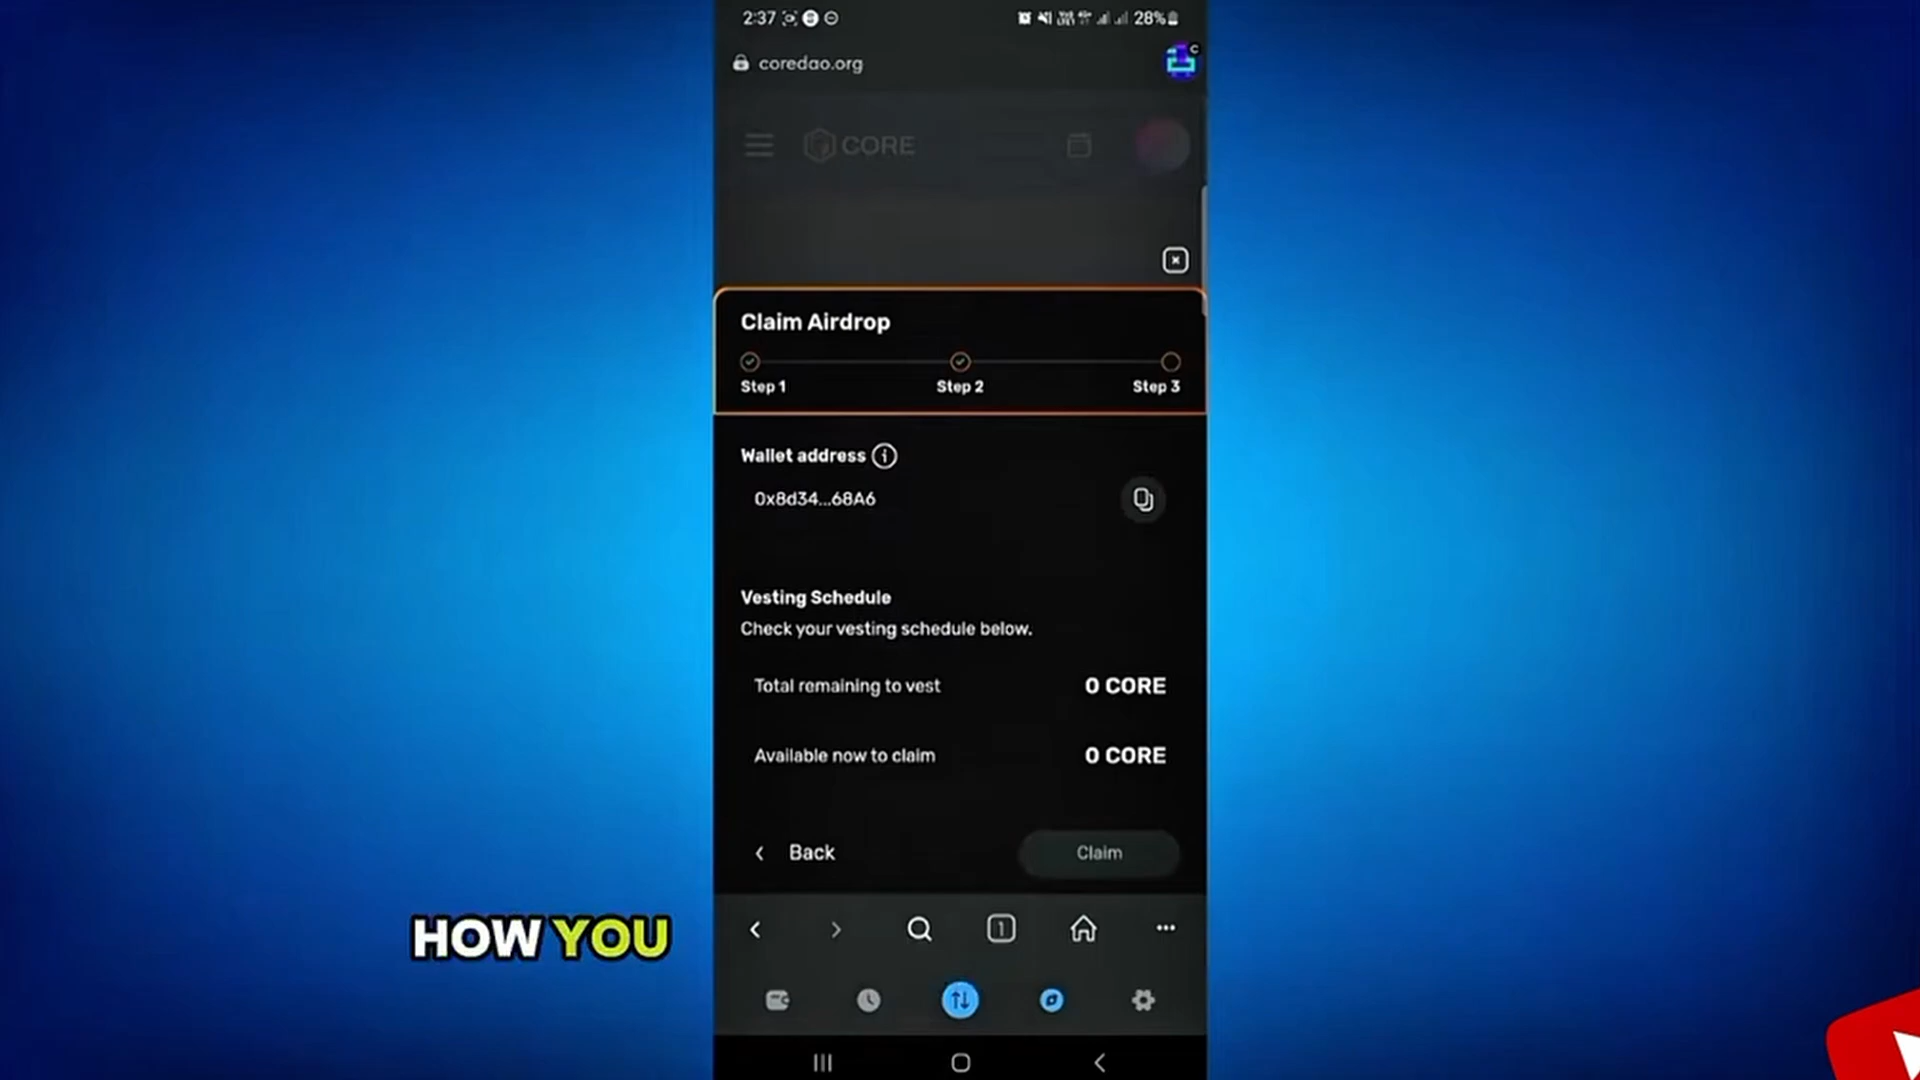 2:37
28%
coredao.org
CORE
Claim Airdrop
Step 1
Step 2
Step 3
Wallet address
0x8d34...68A6
Vesting Schedule
Check your vesting schedule below.
Total remaining to vest
0 CORE
Available now to claim
0 CORE
Back
Claim
HOW YOU
1